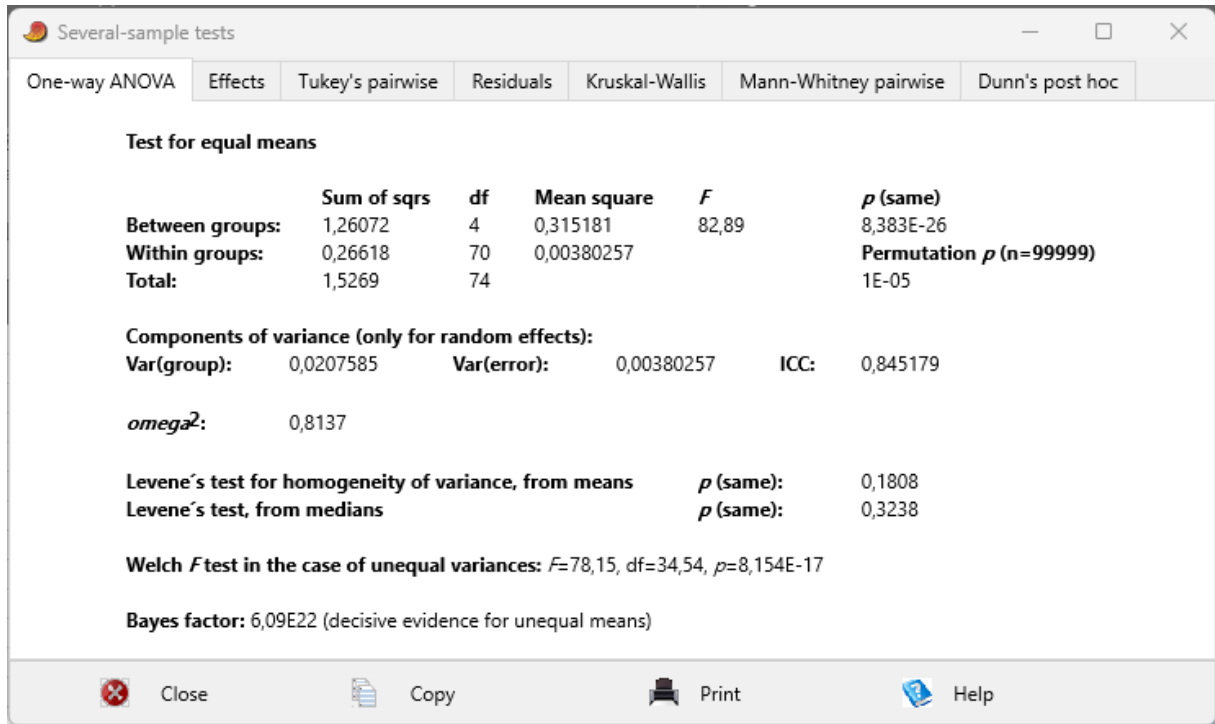 Several-sample tests
One-way ANOVA Effects Tukey's pairwise Residuals Kruskal-Wallis Mann-Whitney pairwise Dunn's post hoc
Test for equal means
Sum of sqrs df Mean square F p (same)
Between groups: 1,26072 4 0,315181 82,89 8,383E-26
Within groups: 0,26618 70 0,00380257 Permutation p (n=99999)
Total: 1,5269 74 1E-05
Components of variance (only for random effects):
Var(group): 0,0207585 Var(error): 0,00380257 ICC: 0,845179
omega2: 0,8137
Levene´s test for homogeneity of variance, from means p (same): 0,1808
Levene´s test, from medians p (same): 0,3238
Welch F test in the case of unequal variances: F=78,15, df=34,54, p=8,154E-17
Bayes factor: 6,09E22 (decisive evidence for unequal means)
Close Copy Print Help